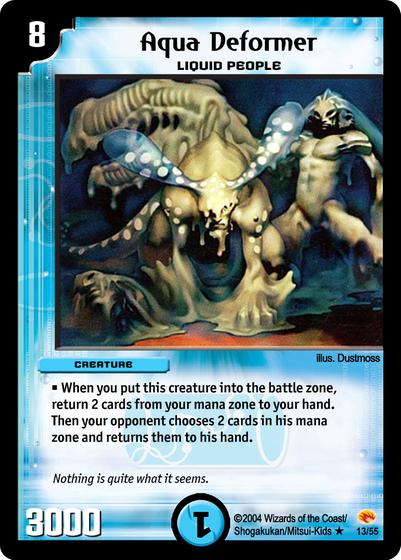 8
Aqua Deformer
LIQUID PEOPLE
illus. Dustmoss
CREATURE
▪ When you put this creature into the battle zone,
return 2 cards from your mana zone to your hand.
Then your opponent chooses 2 cards in his mana
zone and returns them to his hand.
Nothing is quite what it seems.
3000
1
©2004 Wizards of the Coast/
Shogakukan/Mitsui-Kids ★ 13/55